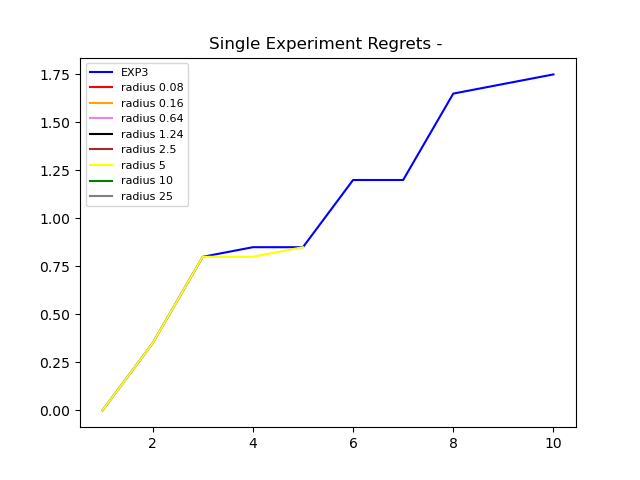 Single Experiment Regrets -
EXP3
radius 0.08
radius 0.16
radius 0.64
radius 1.24
radius 2.5
radius 5
radius 10
radius 25
1.75
1.50
1.25
1.00
0.75
0.50
0.25
0.00
2 4 6 8 10